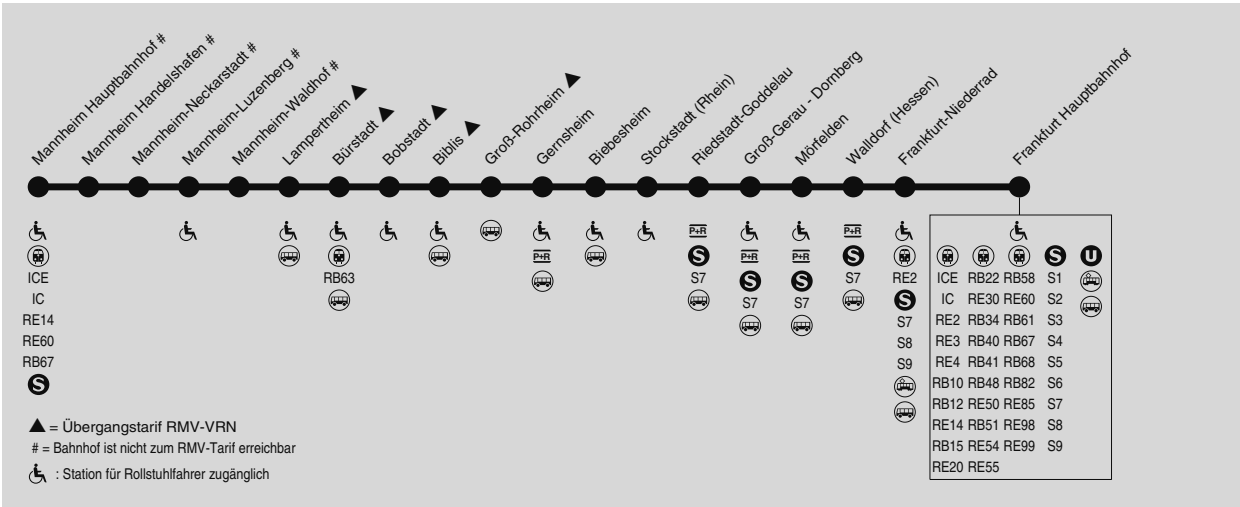 Mannheim Hauptbahnhof #
Mannheim Handelshafen #
Mannheim-Neckarstadt #
Mannheim-Luzenberg #
Mannheim-Waldhof #
Lampertheim ▲
Bürstadt ▲
Bobstadt ▲
Biblis ▲
Groß-Rohrheim ▲
Gernsheim
Biebesheim
Stockstadt (Rhein)
Riedstadt-Goddelau
Groß-Gerau - Dornberg
Mörfelden
Walldorf (Hessen)
Frankfurt-Niederrad
Frankfurt Hauptbahnhof
ICE
IC
RE14
RE60
RB67
S
RB63
P+R
P+R
S
S7
P+R
S
S7
P+R
S
S7
P+R
S
S7
RE2
S
S7
S8
S9
S U
ICE RB22 RB58 S1
IC RE30 RE60 S2
RE2 RB34 RB61 S3
RE3 RB40 RB67 S4
RE4 RB41 RB68 S5
RB10 RB48 RB82 S6
RB12 RE50 RE85 S7
RE14 RB51 RE98 S8
RB15 RE54 RE99 S9
RE20 RE55
▲ = Übergangstarif RMV-VRN
# = Bahnhof ist nicht zum RMV-Tarif erreichbar
: Station für Rollstuhlfahrer zugänglich